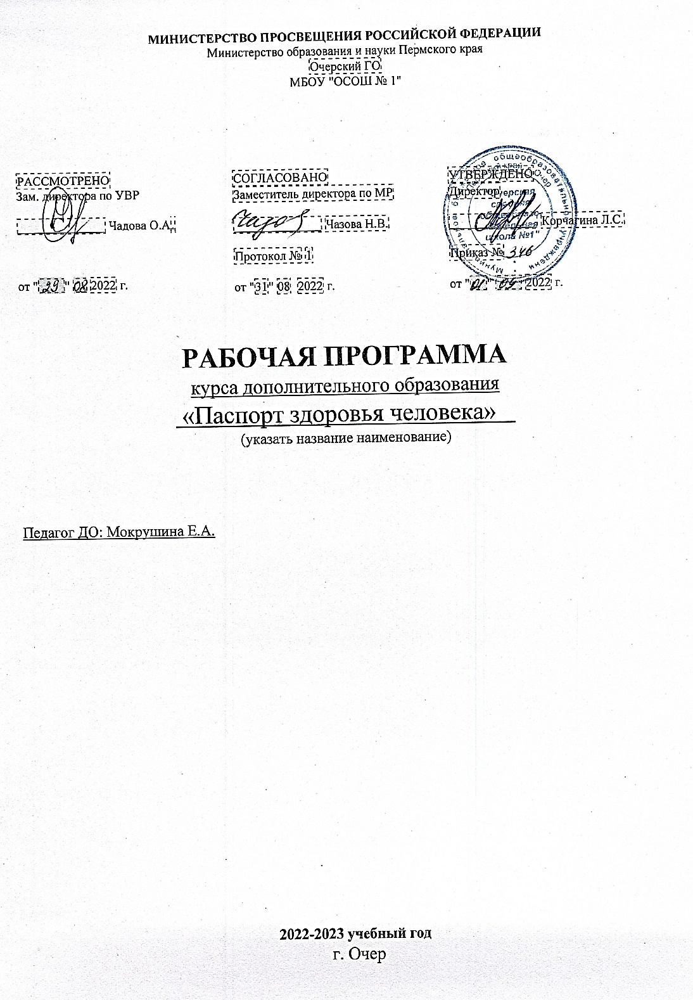 МИНИСТЕРСТВО ПРОСВЕЩЕНИЯ РОССИЙСКОЙ ФЕДЕРАЦИИ
Министерство образования и науки Пермского края
Очерский ГО
МБОУ "ОСОШ № 1"
РАССМОТРЕНО
Зам. директора по УВР
Чадова О.А.
от "29" 08 2022 г.
СОГЛАСОВАНО
Заместитель директора по МР
Чазова Н.В.
Протокол № 1
от "31" 08 2022 г.
УТВЕРЖДЕНО
Директор
Корчагина Л.С.
Приказ № 346
от "01" 09 2022 г.
общеобразовательное учреждение
школа №1"
РАБОЧАЯ ПРОГРАММА
курса дополнительного образования
«Паспорт здоровья человека»
(указать название наименование)
Педагог ДО: Мокрушина Е.А.
2022-2023 учебный год
г. Очер